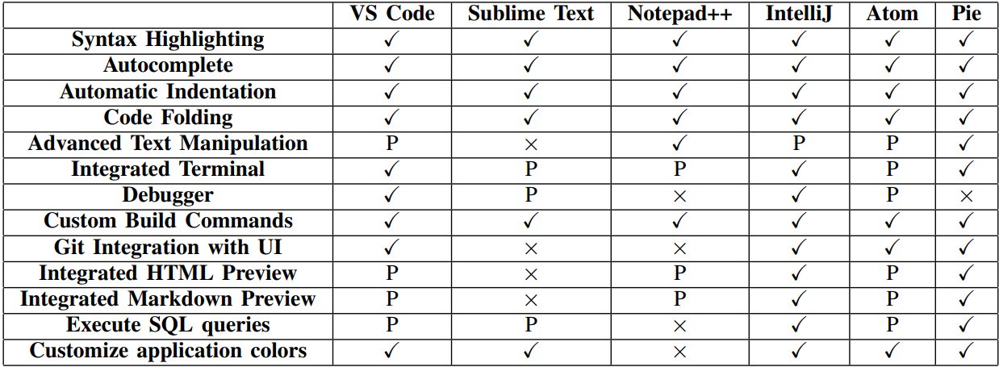 VS Code Sublime Text Notepad++ IntelliJ Atom Pie
Syntax Highlighting ✓ ✓ ✓ ✓ ✓ ✓
Autocomplete ✓ ✓ ✓ ✓ ✓ ✓
Automatic Indentation ✓ ✓ ✓ ✓ ✓ ✓
Code Folding ✓ ✓ ✓ ✓ ✓ ✓
Advanced Text Manipulation P × ✓ P P ✓
Integrated Terminal ✓ P P ✓ P ✓
Debugger ✓ P × ✓ P ×
Custom Build Commands ✓ ✓ ✓ ✓ ✓ ✓
Git Integration with UI ✓ × × ✓ ✓ ✓
Integrated HTML Preview P × P ✓ P ✓
Integrated Markdown Preview P × P ✓ P ✓
Execute SQL queries P P × ✓ P ✓
Customize application colors ✓ ✓ × ✓ ✓ ✓